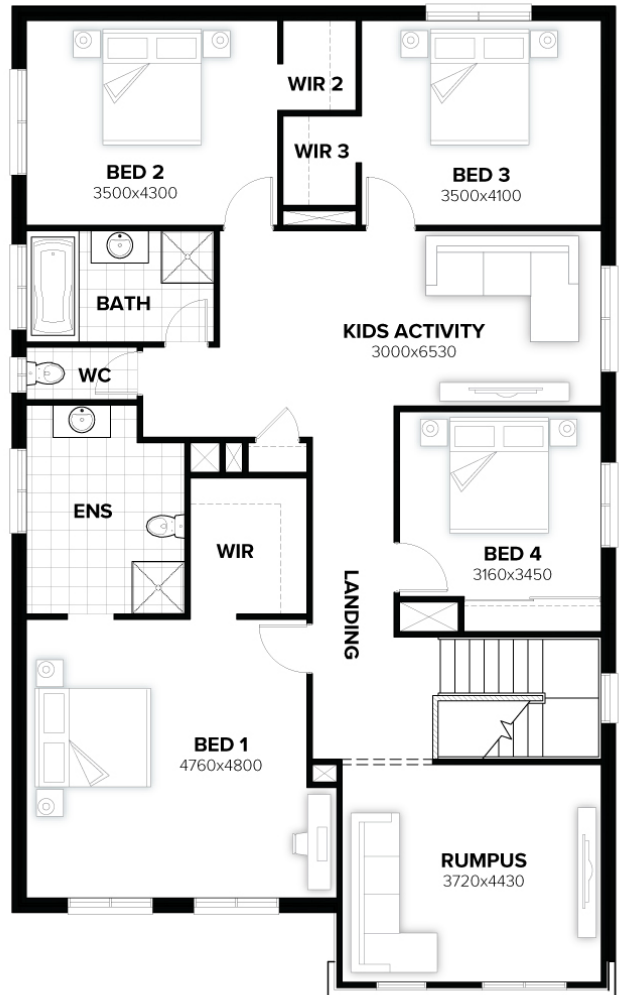 WIR 2
BED 2
3500x4300
WIR 3
BED 3
3500x4100
BATH
KIDS ACTIVITY
3000x6530
WC
ENS
WIR
BED 4
3160x3450
LANDING
BED 1
4760x4800
RUMPUS
3720x4430